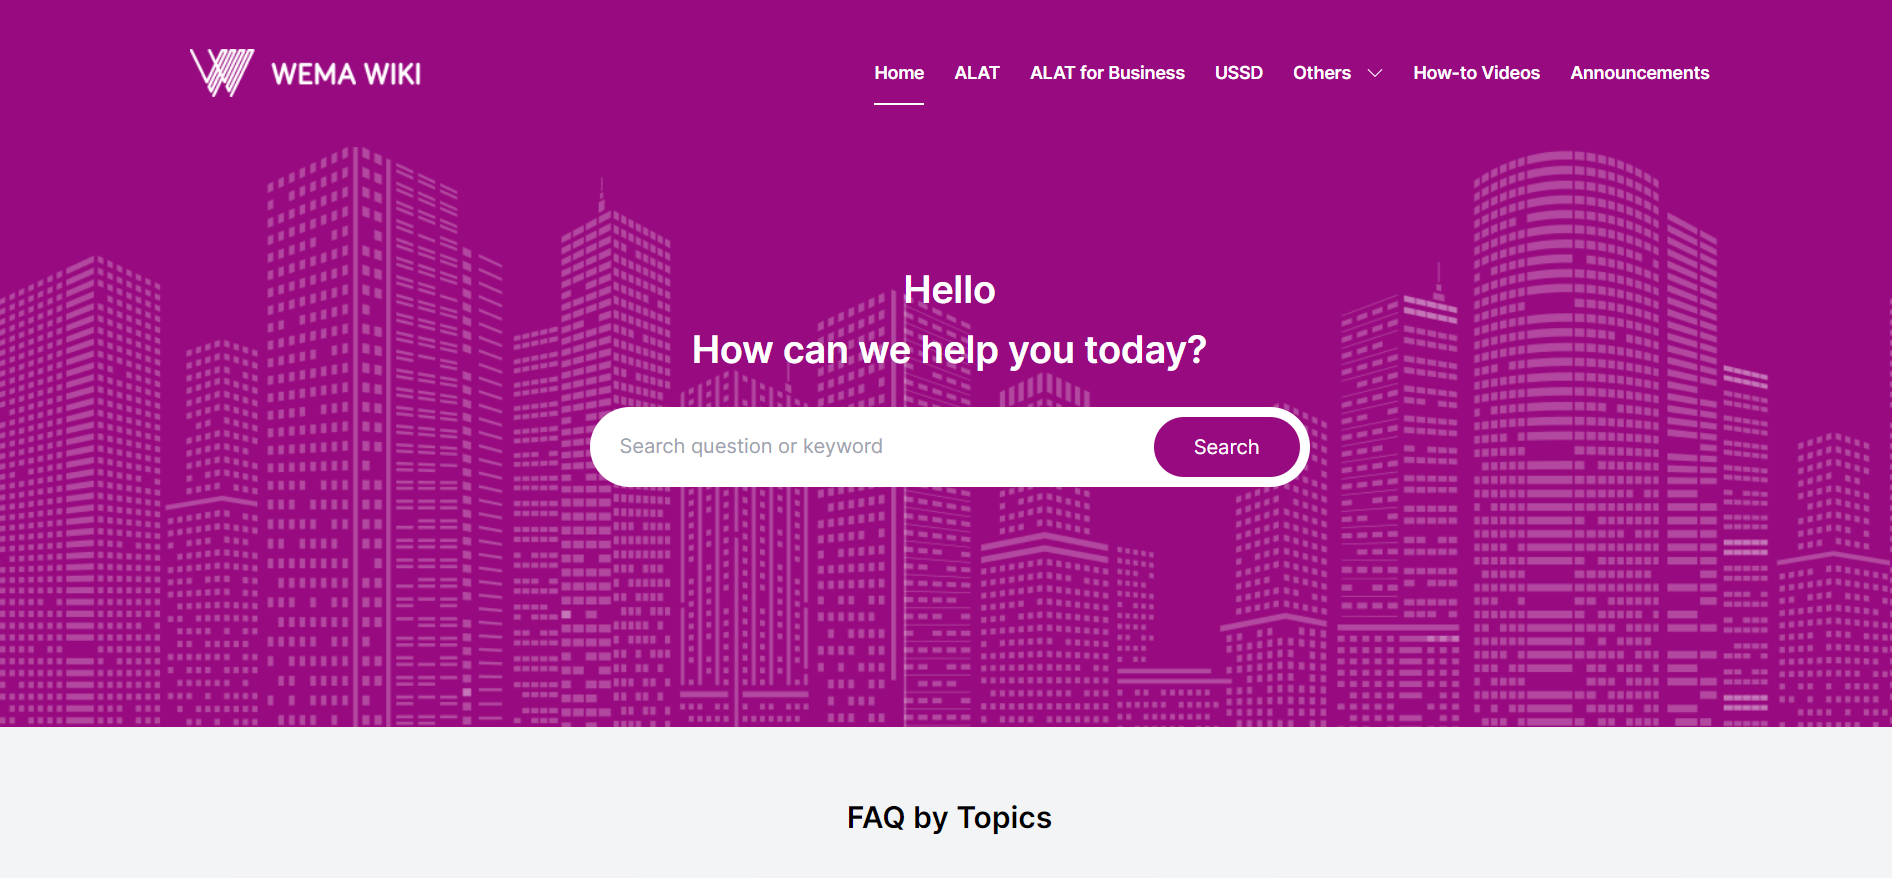 WEMA WIKI
Home ALAT ALAT for Business USSD Others How-to Videos Announcements
Hello
How can we help you today?
Search question or keyword Search
FAQ by Topics